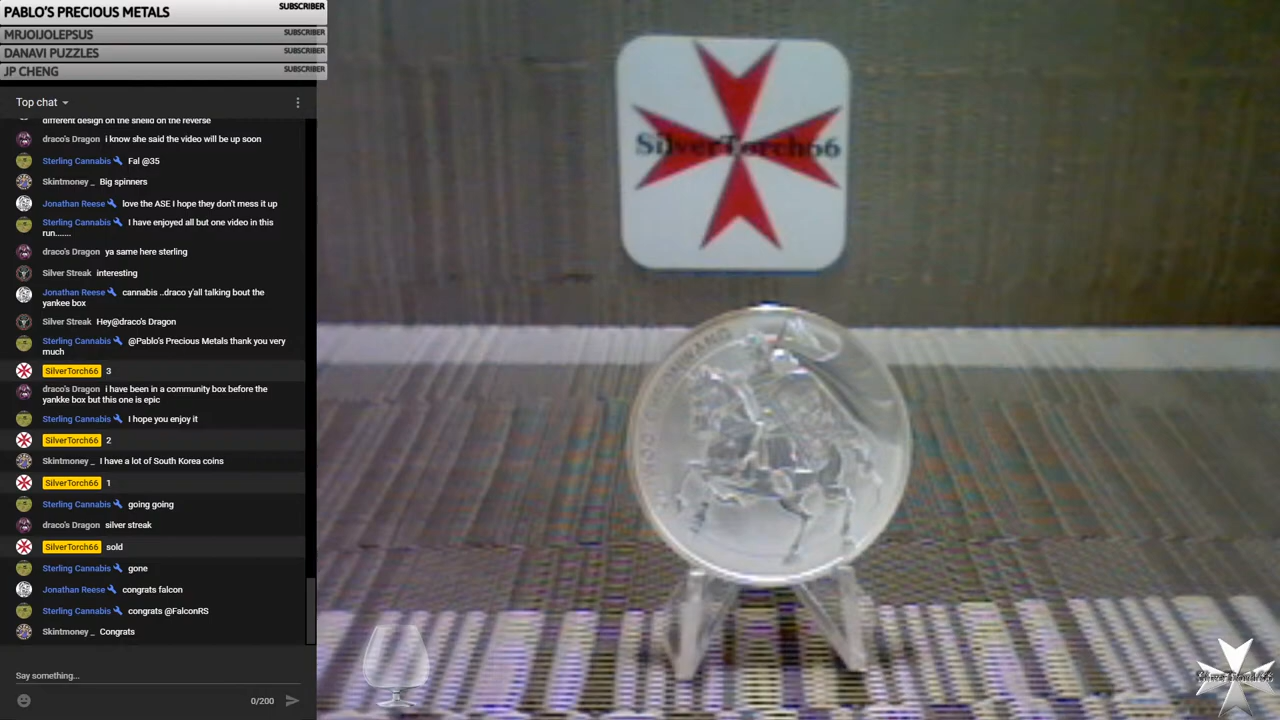 PABLO'S PRECIOUS METALS SUBSCRIBER
MRJOIJOLEPSUS SUBSCRIBER
DANAVI PUZZLES SUBSCRIBER
JP CHENG SUBSCRIBER
Top chat
different design on the sheild on the reverse
draco's Dragon i know she said the video will be up soon
Sterling Cannabis Fal @35
Skintmoney _ Big spinners
Jonathan Reese love the ASE I hope they don't mess it up
Sterling Cannabis I have enjoyed all but one video in this
run.......
draco's Dragon ya same here sterling
Silver Streak interesting
Jonathan Reese cannabis ..draco y'all talking bout the
yankee box
Silver Streak Hey@draco's Dragon
Sterling Cannabis @Pablo's Precious Metals thank you very
much
SilverTorch66 3
draco's Dragon i have been in a community box before the
yankke box but this one is epic
Sterling Cannabis I hope you enjoy it
SilverTorch66 2
Skintmoney _ I have a lot of South Korea coins
SilverTorch66 1
Sterling Cannabis going going
draco's Dragon silver streak
SilverTorch66 sold
Sterling Cannabis gone
Jonathan Reese congrats falcon
Sterling Cannabis congrats @FalconRS
Skintmoney _ Congrats
Say something...
0/200
SilverTorch66
SilverTorch66